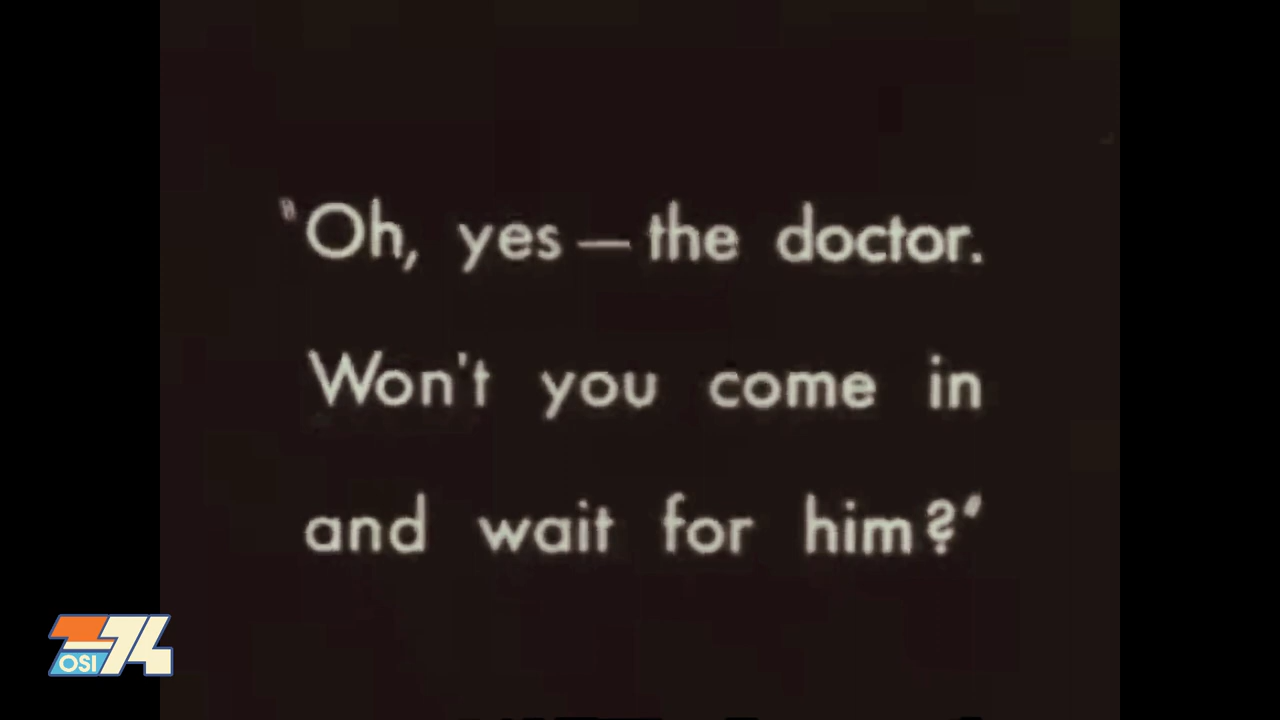 "Oh, yes — the doctor.
Won't you come in
and wait for him?"
OSI 74